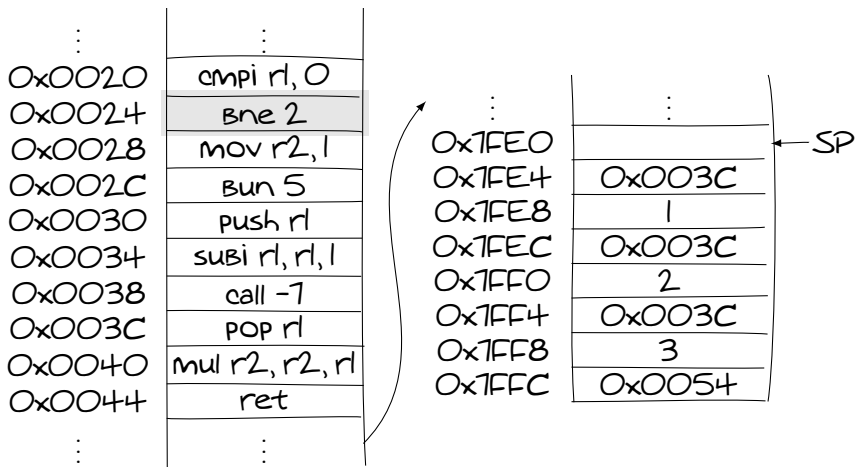 ⋮ ⋮
0x0020 cmpi r1, 0
0x0024 bne 2
0x0028 mov r2, 1
0x002C bun 5
0x0030 push r1
0x0034 subi r1, r1, 1
0x0038 call -7
0x003C pop r1
0x0040 mul r2, r2, r1
0x0044 ret
⋮ ⋮
⋮ ⋮
0x7FE0 SP
0x7FE4 0x003C
0x7FE8 1
0x7FEC 0x003C
0x7FF0 2
0x7FF4 0x003C
0x7FF8 3
0x7FFC 0x0054